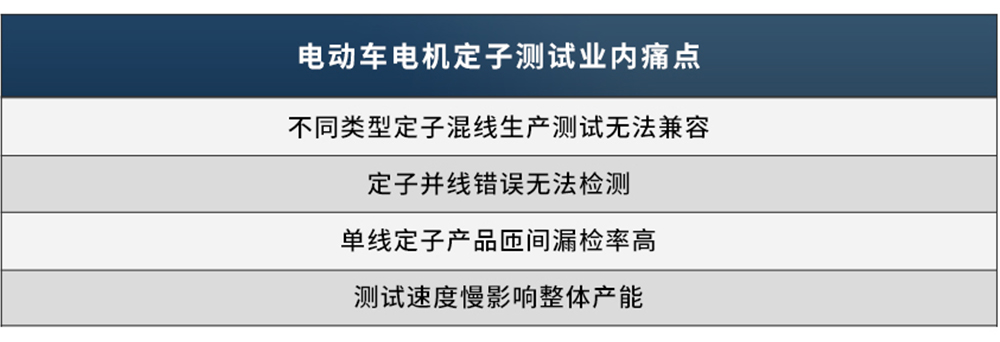 电动车电机定子测试业内痛点
不同类型定子混线生产测试无法兼容
定子并线错误无法检测
单线定子产品匝间漏检率高
测试速度慢影响整体产能